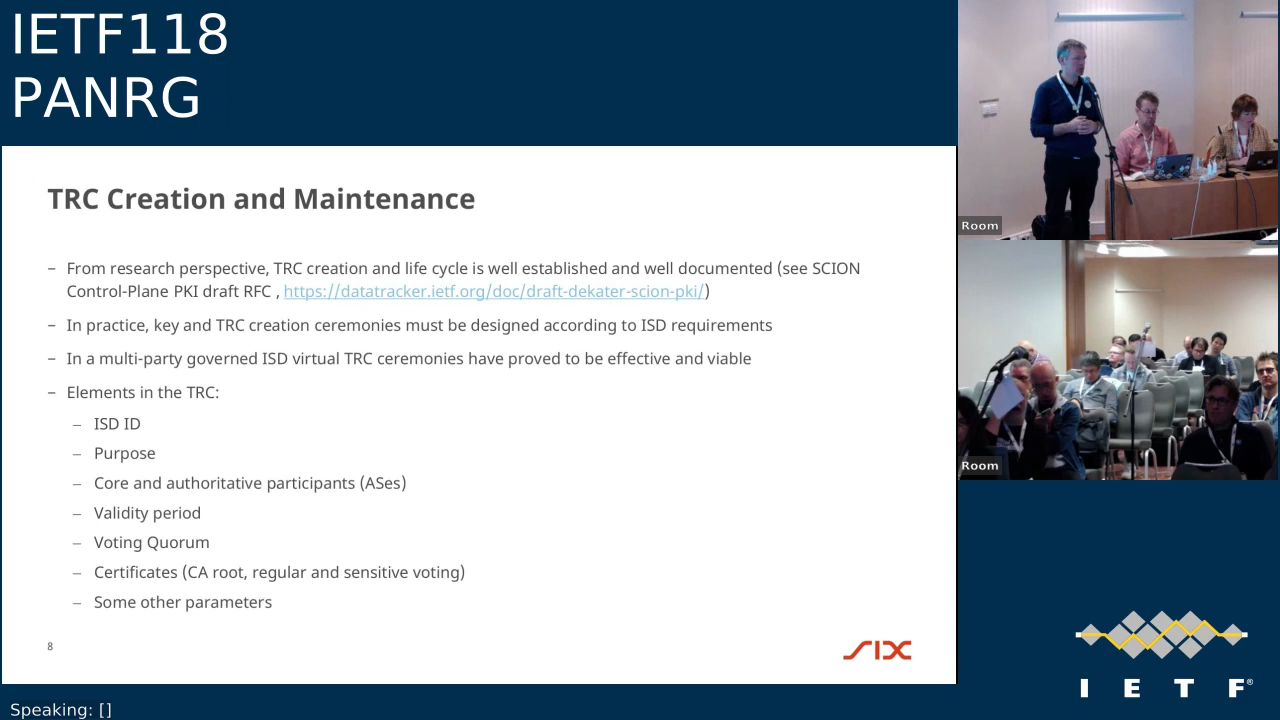 IETF118
PANRG
TRC Creation and Maintenance
– From research perspective, TRC creation and life cycle is well established and well documented (see SCION
Control-Plane PKI draft RFC , https://datatracker.ietf.org/doc/draft-dekater-scion-pki/)
– In practice, key and TRC creation ceremonies must be designed according to ISD requirements
– In a multi-party governed ISD virtual TRC ceremonies have proved to be effective and viable
– Elements in the TRC:
– ISD ID
– Purpose
– Core and authoritative participants (ASes)
– Validity period
– Voting Quorum
– Certificates (CA root, regular and sensitive voting)
– Some other parameters
8
SIX
Room
Room
I E T F®
Speaking: []